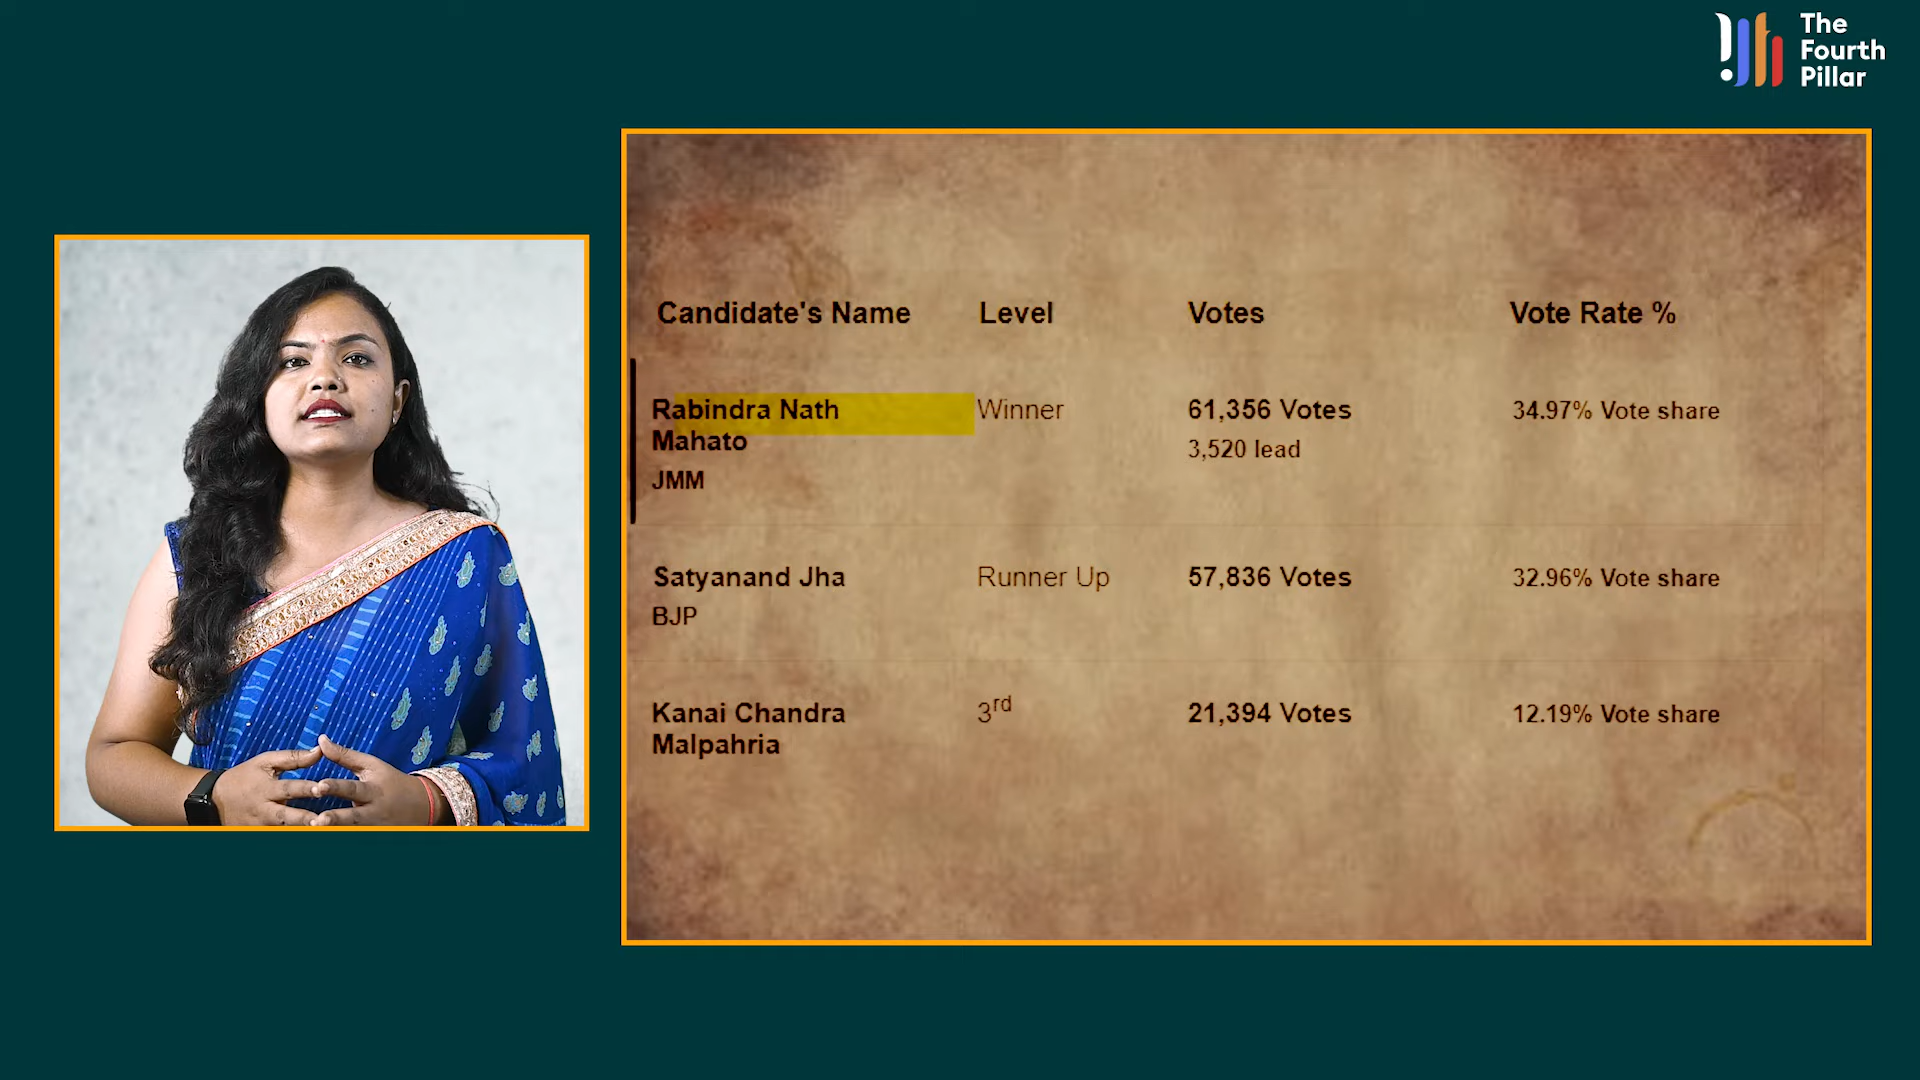 The
Fourth
Pillar
Candidate's Name Level Votes Vote Rate %
Rabindra Nath Winner 61,356 Votes 34.97% Vote share
Mahato 3,520 lead
JMM
Satyanand Jha Runner Up 57,836 Votes 32.96% Vote share
BJP
Kanai Chandra 3rd 21,394 Votes 12.19% Vote share
Malpahria